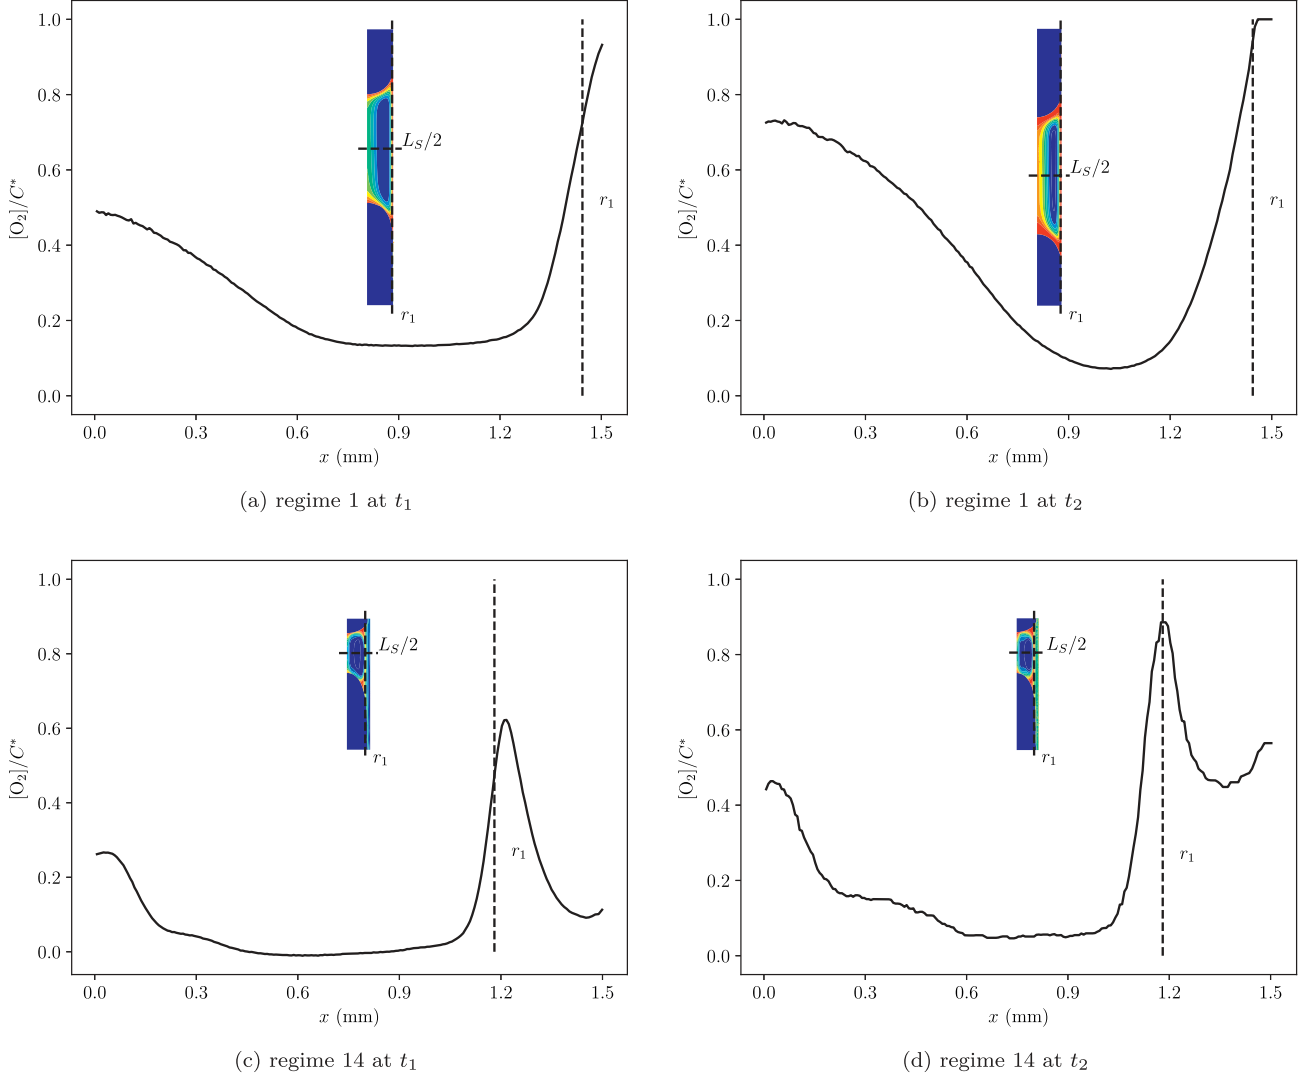 1.0
0.8
0.6
0.4
0.2
0.0
[O₂]/C*
L_S/2
r₁
r₁
0.0 0.3 0.6 0.9 1.2 1.5
x (mm)
(a) regime 1 at t₁
1.0
0.8
0.6
0.4
0.2
0.0
[O₂]/C*
L_S/2
r₁
r₁
0.0 0.3 0.6 0.9 1.2 1.5
x (mm)
(b) regime 1 at t₂
1.0
0.8
0.6
0.4
0.2
0.0
[O₂]/C*
L_S/2
r₁
r₁
0.0 0.3 0.6 0.9 1.2 1.5
x (mm)
(c) regime 14 at t₁
1.0
0.8
0.6
0.4
0.2
0.0
[O₂]/C*
L_S/2
r₁
r₁
0.0 0.3 0.6 0.9 1.2 1.5
x (mm)
(d) regime 14 at t₂